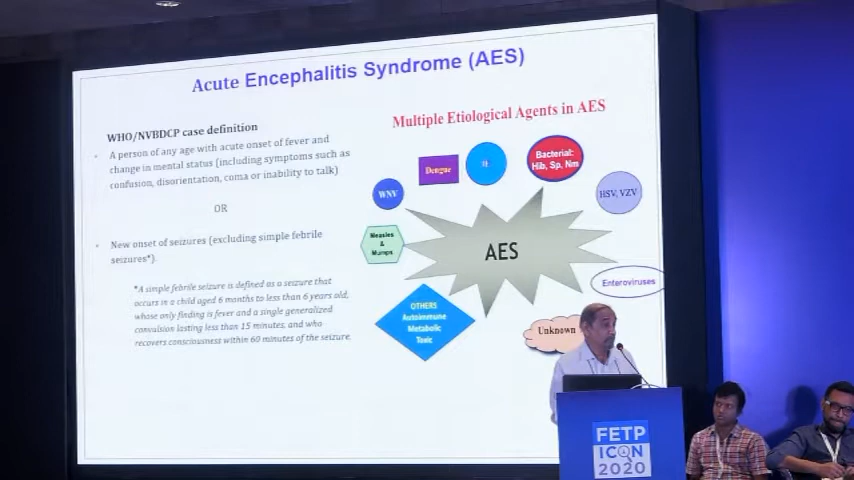 Acute Encephalitis Syndrome (AES)
WHO/NVBDCP case definition
A person of any age with acute onset of fever and
change in mental status (including symptoms such as
confusion, disorientation, coma or inability to talk)
OR
New onset of seizures (excluding simple febrile
seizures*)
*A simple febrile seizure is defined as a seizure that
occurs in a child aged 6 months to less than 6 years old,
whose only finding is fever and a single generalized
convulsion lasting less than 15 minutes, and who
recovers consciousness within 60 minutes of the seizure.
Multiple Etiological Agents in AES
Dengue
JE
Bacterial:
Hib, Sp, Nm
WNV
HSV, VZV
Measles
&
Mumps
AES
Enteroviruses
OTHERS
Autoimmune
Metabolic
Toxic
Unknown
FETP
ICON
2020